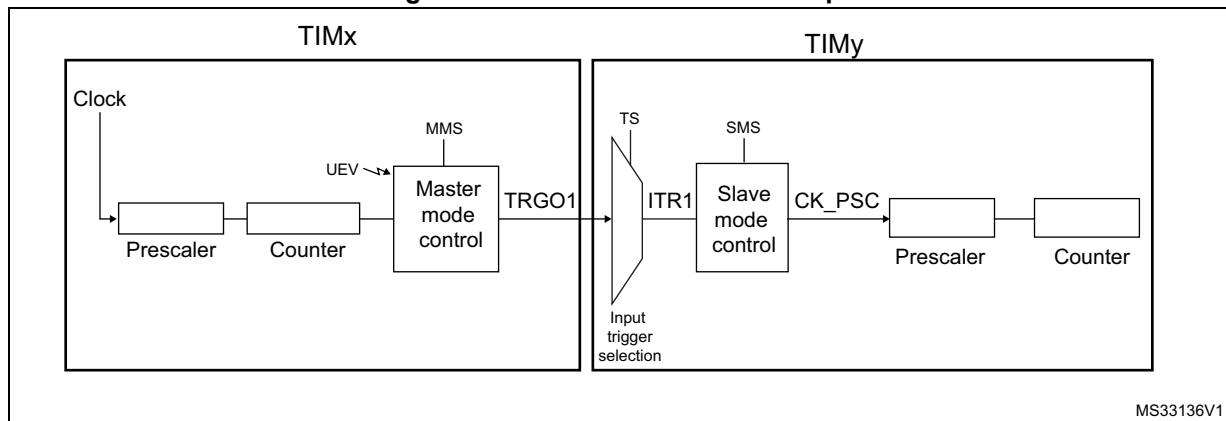 TIMx
TIMy
Clock
MMS
UEV
Master
mode
control
TRGO1
Prescaler
Counter
TS
ITR1
Input
trigger
selection
SMS
Slave
mode
control
CK_PSC
Prescaler
Counter
MS33136V1